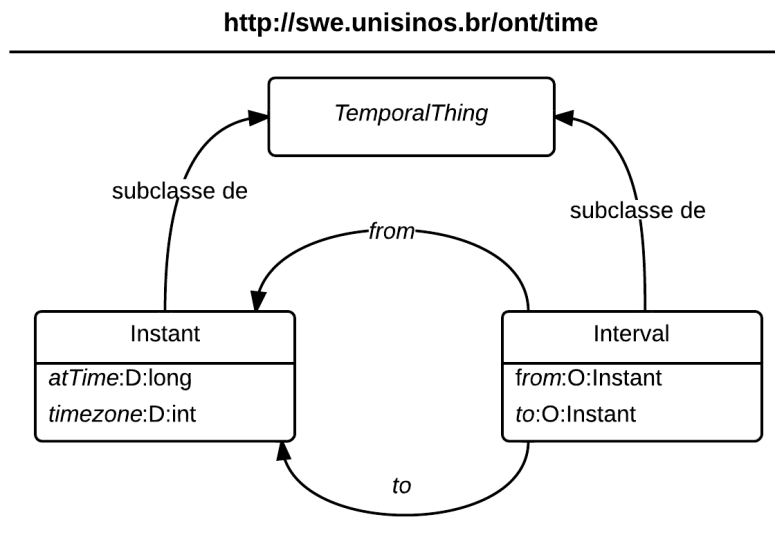 http://swe.unisinos.br/ont/time
TemporalThing
subclasse de
subclasse de
from
Instant
atTime:D:long
timezone:D:int
Interval
from:O:Instant
to:O:Instant
to